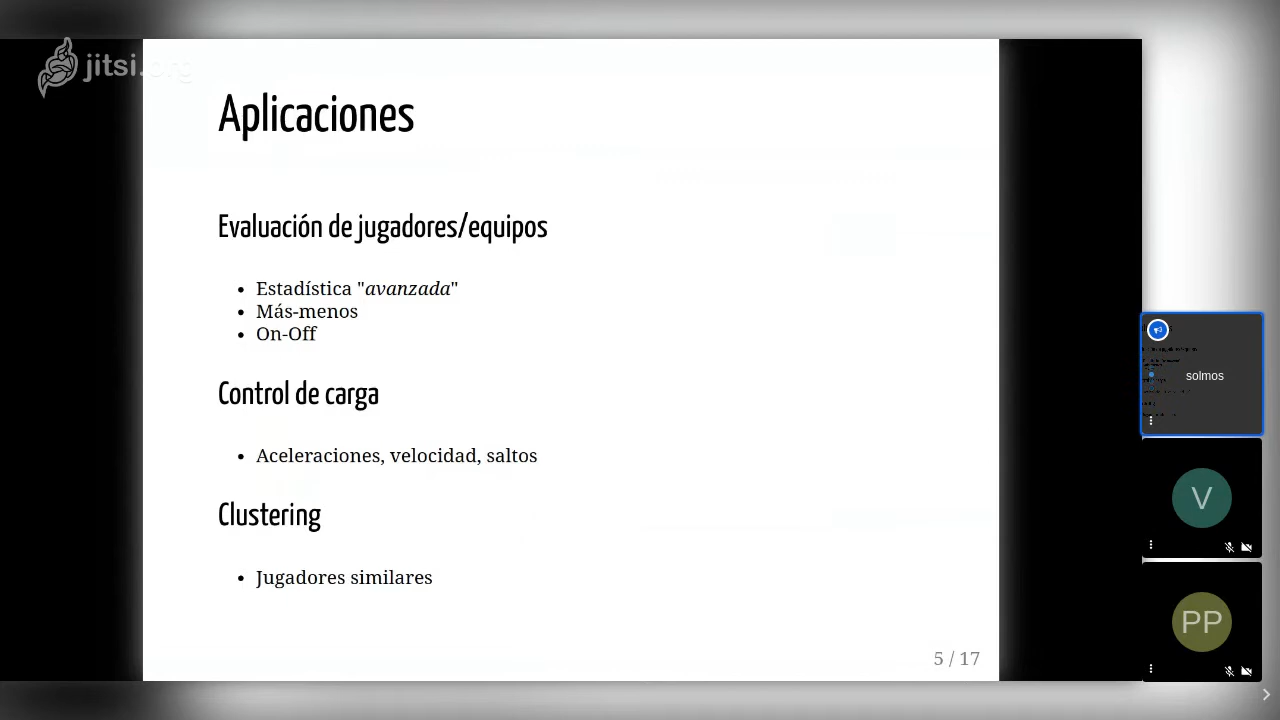 jitsi.org
Aplicaciones
Evaluación de jugadores/equipos
• Estadística "avanzada"
• Más-menos
• On-Off
Control de carga
• Aceleraciones, velocidad, saltos
Clustering
• Jugadores similares
5 / 17
solmos
V
PP